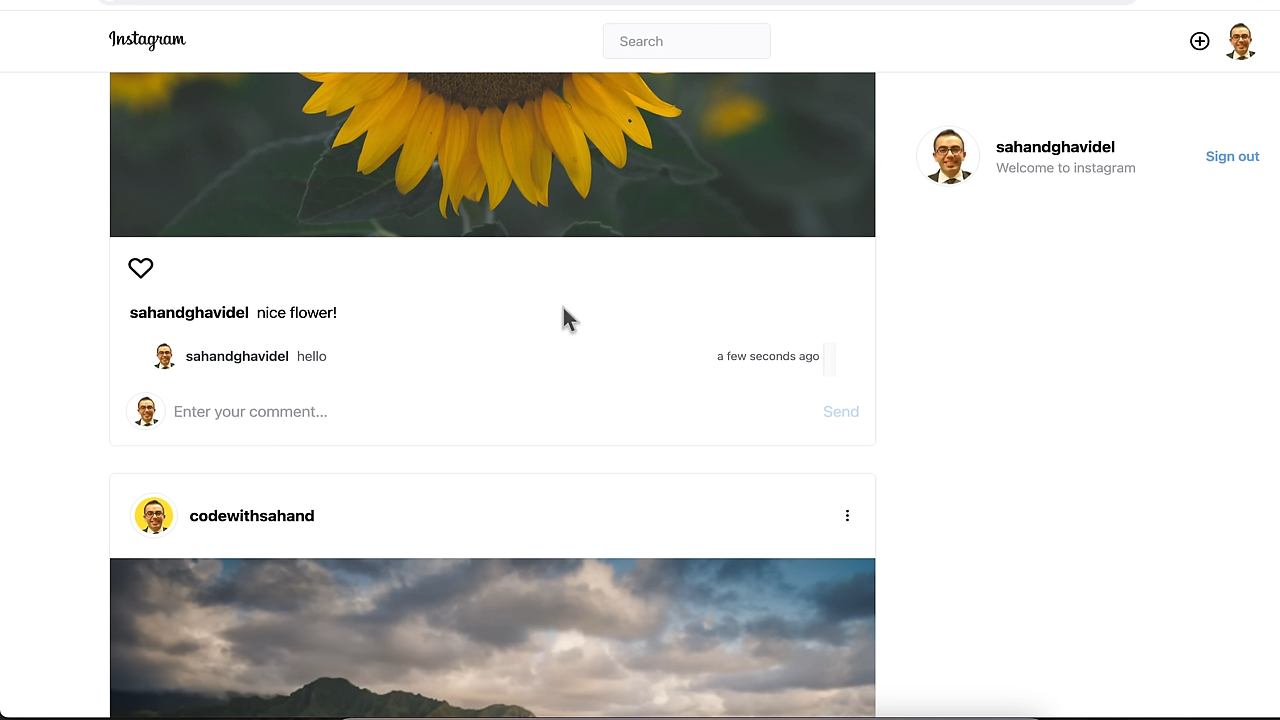 Instagram
Search
sahandghavidel
Welcome to instagram
Sign out
sahandghavidel nice flower!
sahandghavidel hello
a few seconds ago
Enter your comment...
Send
codewithsahand